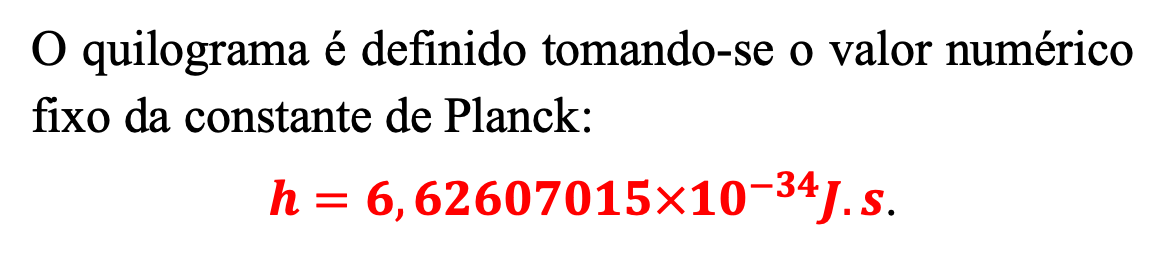 O quilograma é definido tomando-se o valor numérico
fixo da constante de Planck:
h = 6,62607015×10⁻³⁴J.s.